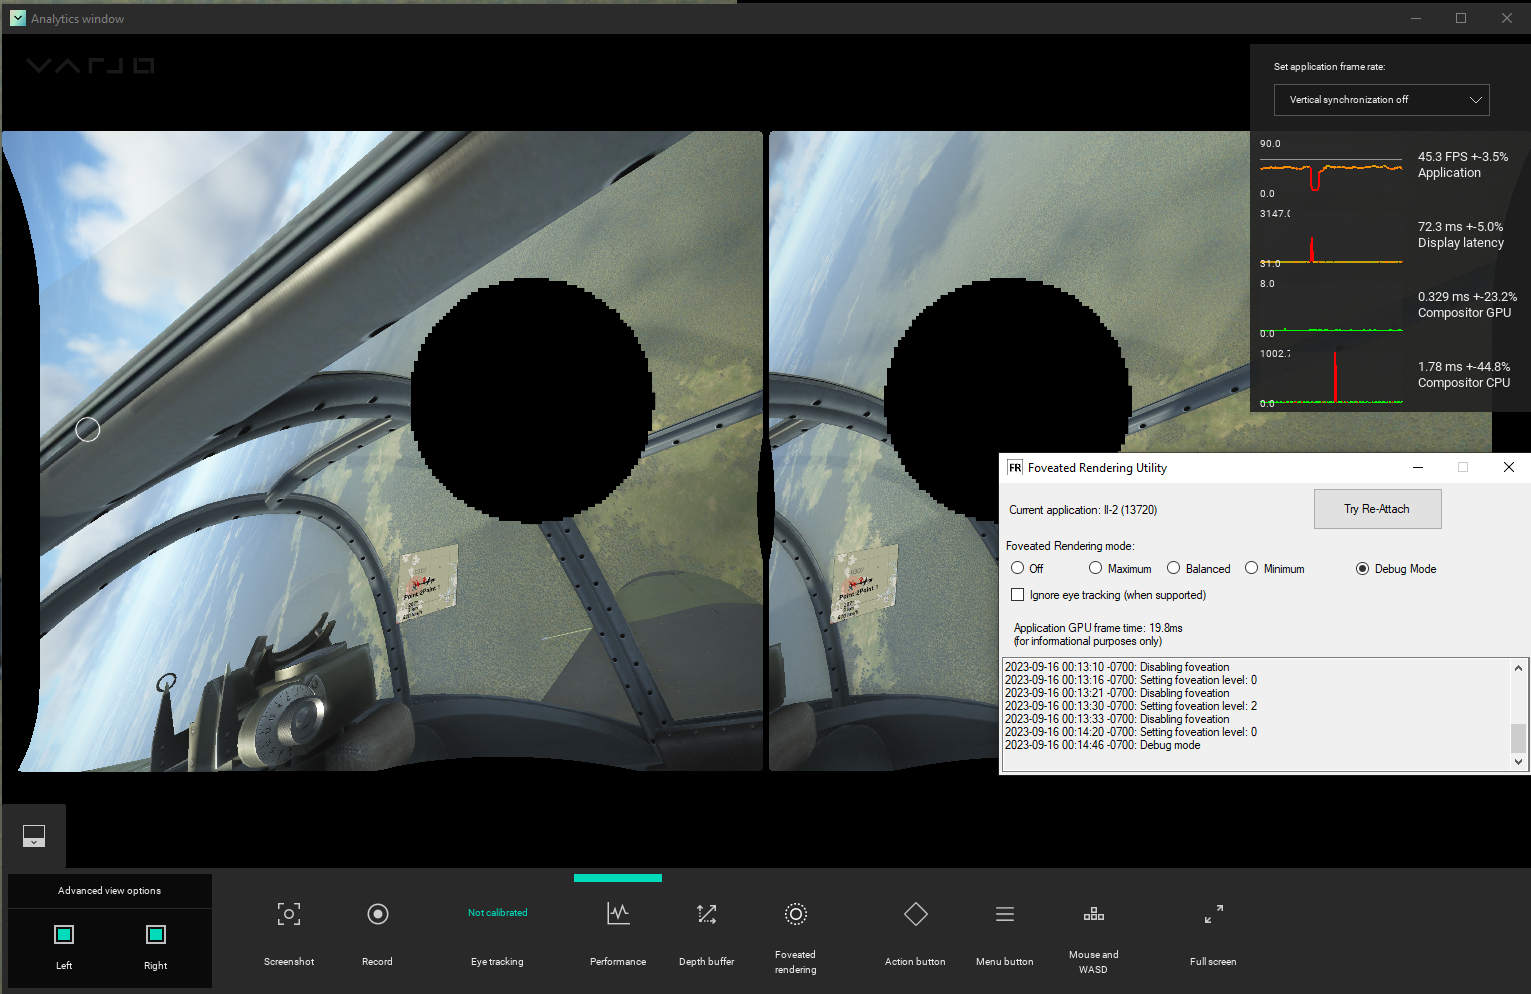 Analytics window
VARJO
Set application frame rate:
Vertical synchronization off
90.0
0.0
45.3 FPS +-3.5%
Application
3147.0
31.0
72.3 ms +-5.0%
Display latency
8.0
0.0
0.329 ms +-23.2%
Compositor GPU
1002.7
0.0
1.78 ms +-44.8%
Compositor CPU
FR Foveated Rendering Utility
Current application: Il-2 (13720)
Try Re-Attach
Foveated Rendering mode:
Off
Maximum
Balanced
Minimum
Debug Mode
Ignore eye tracking (when supported)
Application GPU frame time: 19.8ms
(for informational purposes only)
2023-09-16 00:13:10 -0700: Disabling foveation
2023-09-16 00:13:16 -0700: Setting foveation level: 0
2023-09-16 00:13:21 -0700: Disabling foveation
2023-09-16 00:13:30 -0700: Setting foveation level: 2
2023-09-16 00:13:33 -0700: Disabling foveation
2023-09-16 00:14:20 -0700: Setting foveation level: 0
2023-09-16 00:14:46 -0700: Debug mode
Point 2Point 1
Point 2Point 1
Advanced view options
Left
Right
Screenshot
Record
Not calibrated
Eye tracking
Performance
Depth buffer
Foveated
rendering
Action button
Menu button
Mouse and
WASD
Full screen